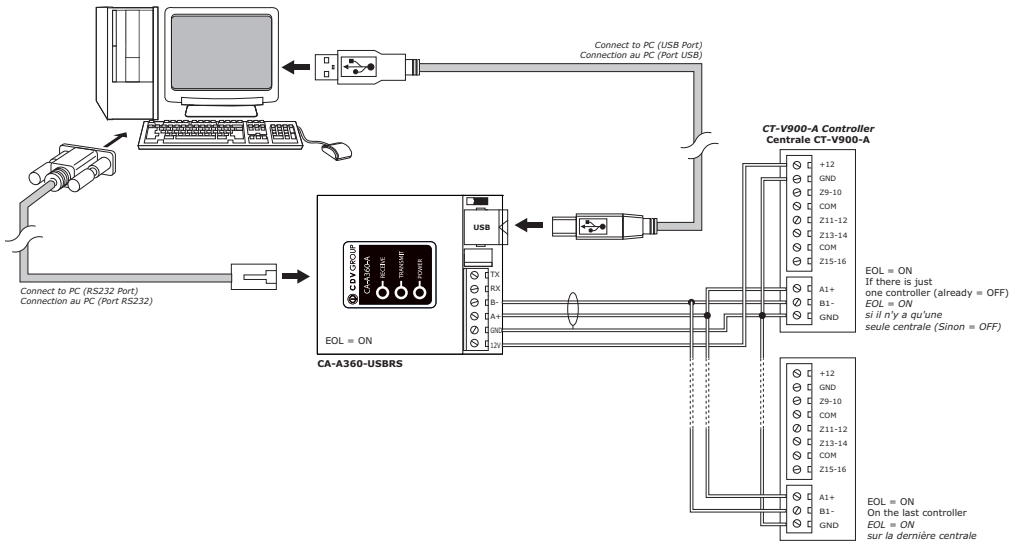 Connect to PC (USB Port)
Connection au PC (Port USB)
CT-V900-A Controller
Centrale CT-V900-A
+12
GND
Z9-10
COM
Z11-12
Z13-14
COM
Z15-16
A1+
B1-
GND
EOL = ON
If there is just
one controller (already = OFF)
EOL = ON
si il n'y a qu'une
seule centrale (Sinon = OFF)
USB
CDV GROUP
CA-A360-A
RECEIVE
TRANSMIT
POWER
TX
RX
B-
A+
GND
12V
EOL = ON
CA-A360-USBRS
Connect to PC (RS232 Port)
Connection au PC (Port RS232)
+12
GND
Z9-10
COM
Z11-12
Z13-14
COM
Z15-16
A1+
B1-
GND
EOL = ON
On the last controller
EOL = ON
sur la dernière centrale